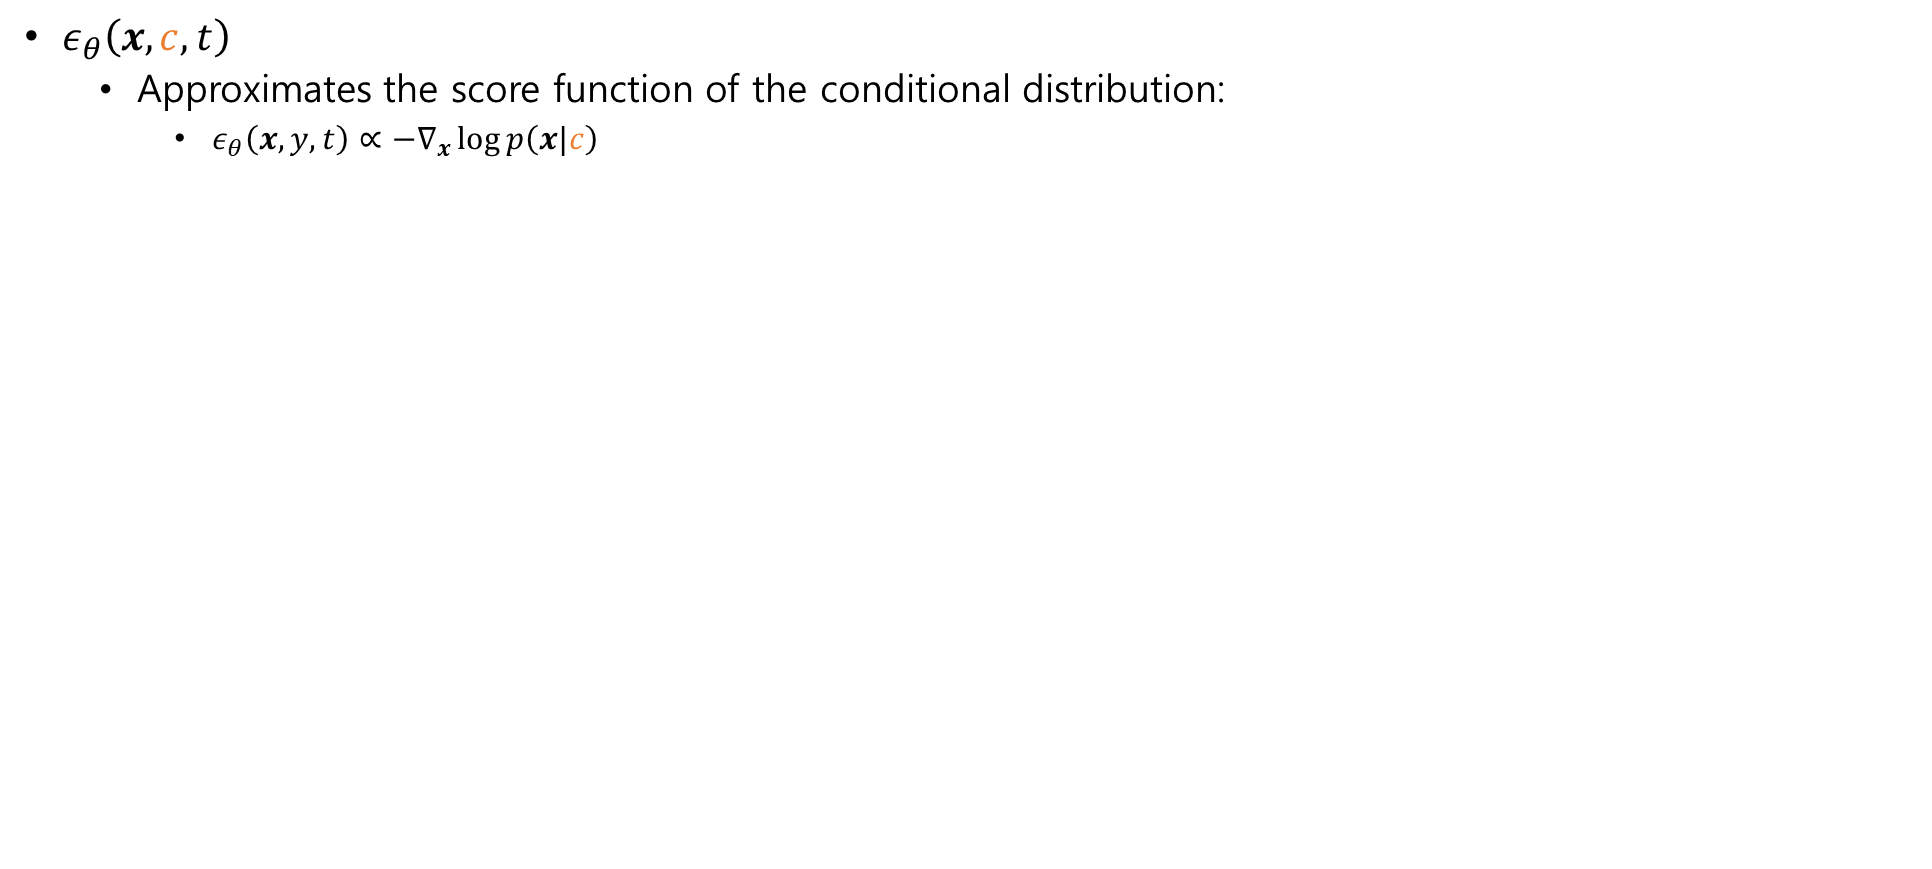 • ϵ_θ(𝒙, c, t)
• Approximates the score function of the conditional distribution:
• ϵ_θ(𝒙, y, t) ∝ −∇_𝒙 log p(𝒙|c)